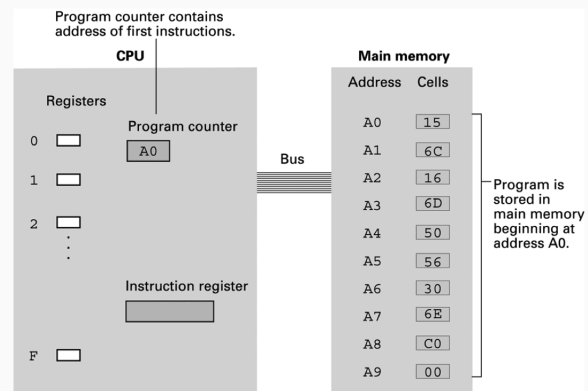 Program counter contains
address of first instructions.
CPU
Registers
0
1
2
F
Program counter
A0
Instruction register
Bus
Main memory
Address Cells
A0 15
A1 6C
A2 16
A3 6D
A4 50
A5 56
A6 30
A7 6E
A8 C0
A9 00
Program is
stored in
main memory
beginning at
address A0.